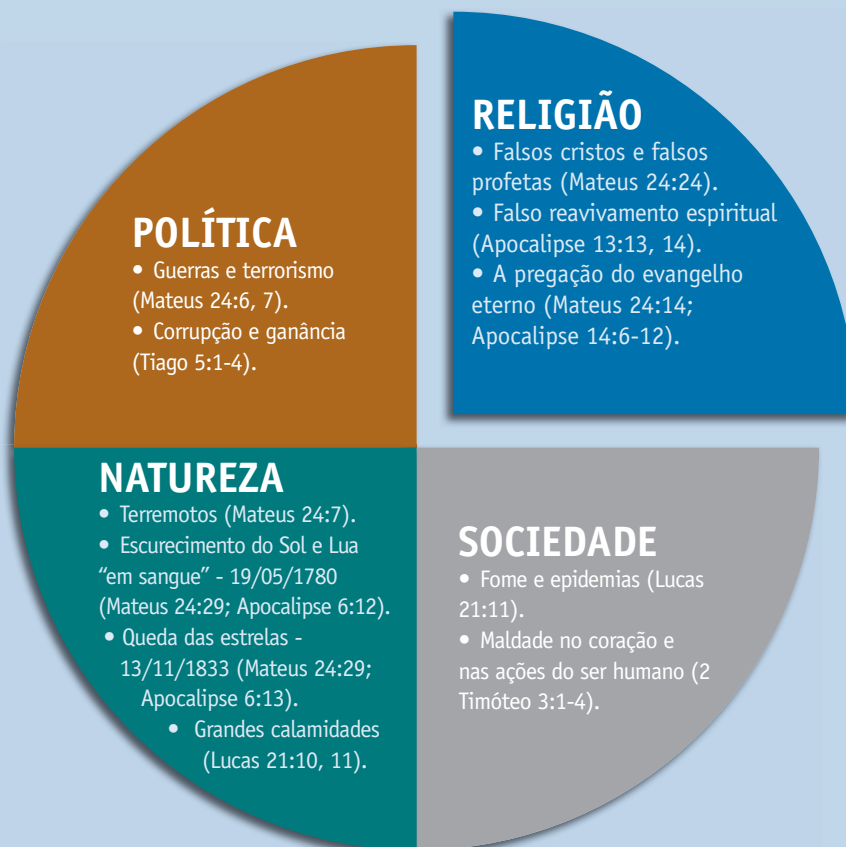 POLÍTICA
• Guerras e terrorismo
(Mateus 24:6, 7).
• Corrupção e ganância
(Tiago 5:1-4).
RELIGIÃO
• Falsos cristos e falsos
profetas (Mateus 24:24).
• Falso reavivamento espiritual
(Apocalipse 13:13, 14).
• A pregação do evangelho
eterno (Mateus 24:14;
Apocalipse 14:6-12).
NATUREZA
• Terremotos (Mateus 24:7).
• Escurecimento do Sol e Lua
“em sangue” - 19/05/1780
(Mateus 24:29; Apocalipse 6:12).
• Queda das estrelas -
13/11/1833 (Mateus 24:29;
Apocalipse 6:13).
• Grandes calamidades
(Lucas 21:10, 11).
SOCIEDADE
• Fome e epidemias (Lucas
21:11).
• Maldade no coração e
nas ações do ser humano (2
Timóteo 3:1-4).